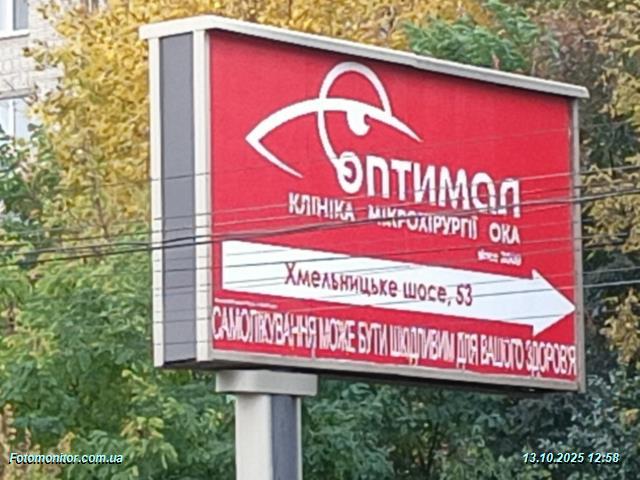 оптимал
КЛІНІКА МІКРОХІРУРГІЇ ОКА
since
Хмельницьке шосе, 53
САМОЛІКУВАННЯ МОЖЕ БУТИ ШКІДЛИВИМ ДЛЯ ВАШОГО ЗДОРОВ'Я
Fotomonitor.com.ua
13.10.2025 12:58